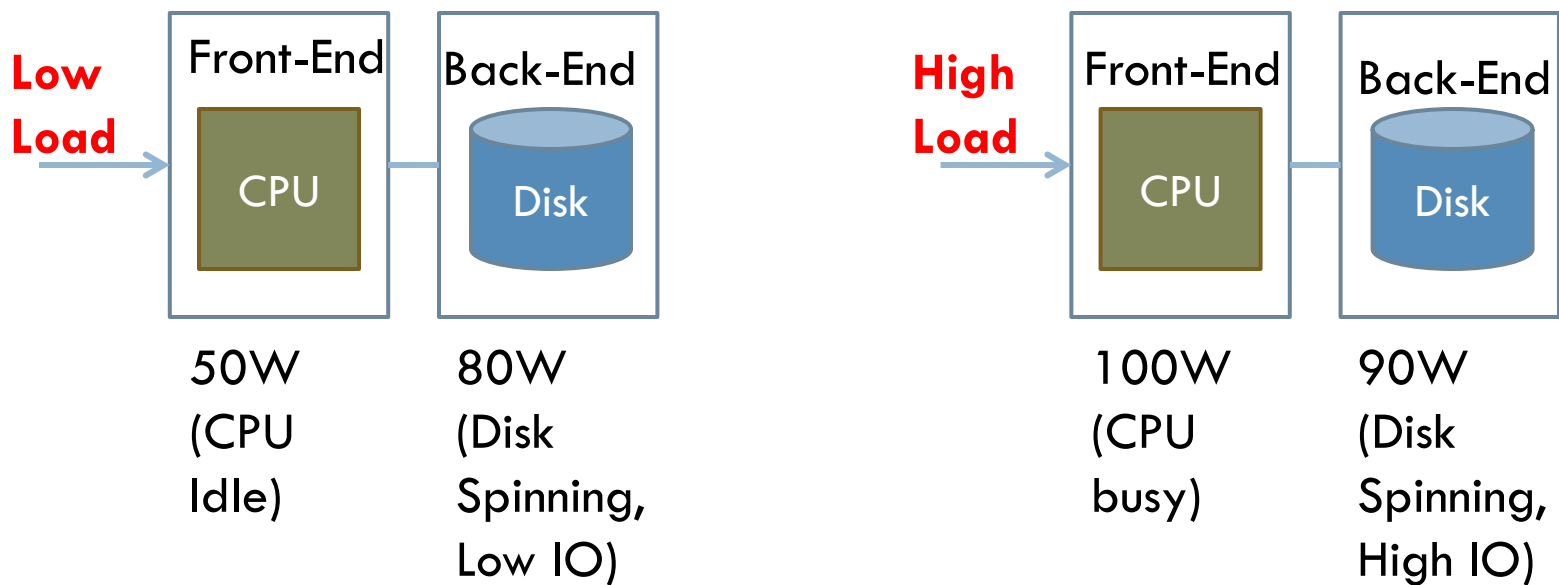 Low
Load
Front-End
CPU
50W
(CPU
Idle)
Back-End
Disk
80W
(Disk
Spinning,
Low IO)
High
Load
Front-End
CPU
100W
(CPU
busy)
Back-End
Disk
90W
(Disk
Spinning,
High IO)